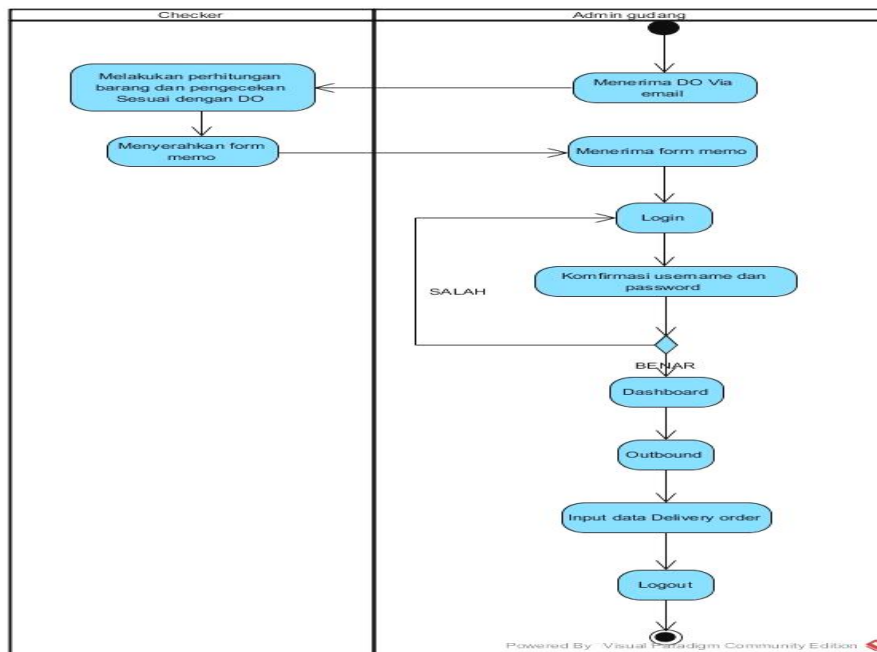 Checker
Admin gudang
Menerima DO Via
email
Melakukan perhitungan
barang dan pengecekan
Sesuai dengan DO
Menyerahkan form
memo
Menerima form memo
Login
Komfirmasi username dan
password
SALAH
BENAR
Dashboard
Outbound
Input data Delivery order
Logout
Powered By Visual Paradigm Community Edition